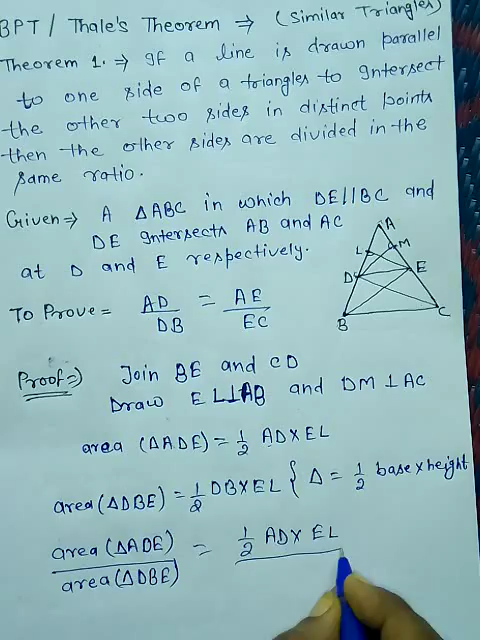 BPT / Thale's Theorem ⇒ (Similar Triangles)
Theorem 1. ⇒ If a line is drawn parallel
to one side of a triangles to Intersect
the other two sides in distinct points
then the other sides are divided in the
same ratio.
Given ⇒ A ΔABC in which DE||BC and
DE Intersects AB and AC
at D and E respectively.
A
L
M
D
E
B
C
To Prove = AD/DB = AE/EC
Proof ⇒ Join BE and CD
Draw EL⊥AB and DM ⊥ AC
area (ΔADE) = 1/2 AD×EL
area (ΔDBE) = 1/2 DB×EL { Δ = 1/2 base×height
area (ΔADE)/area (ΔDBE) = 1/2 AD× EL